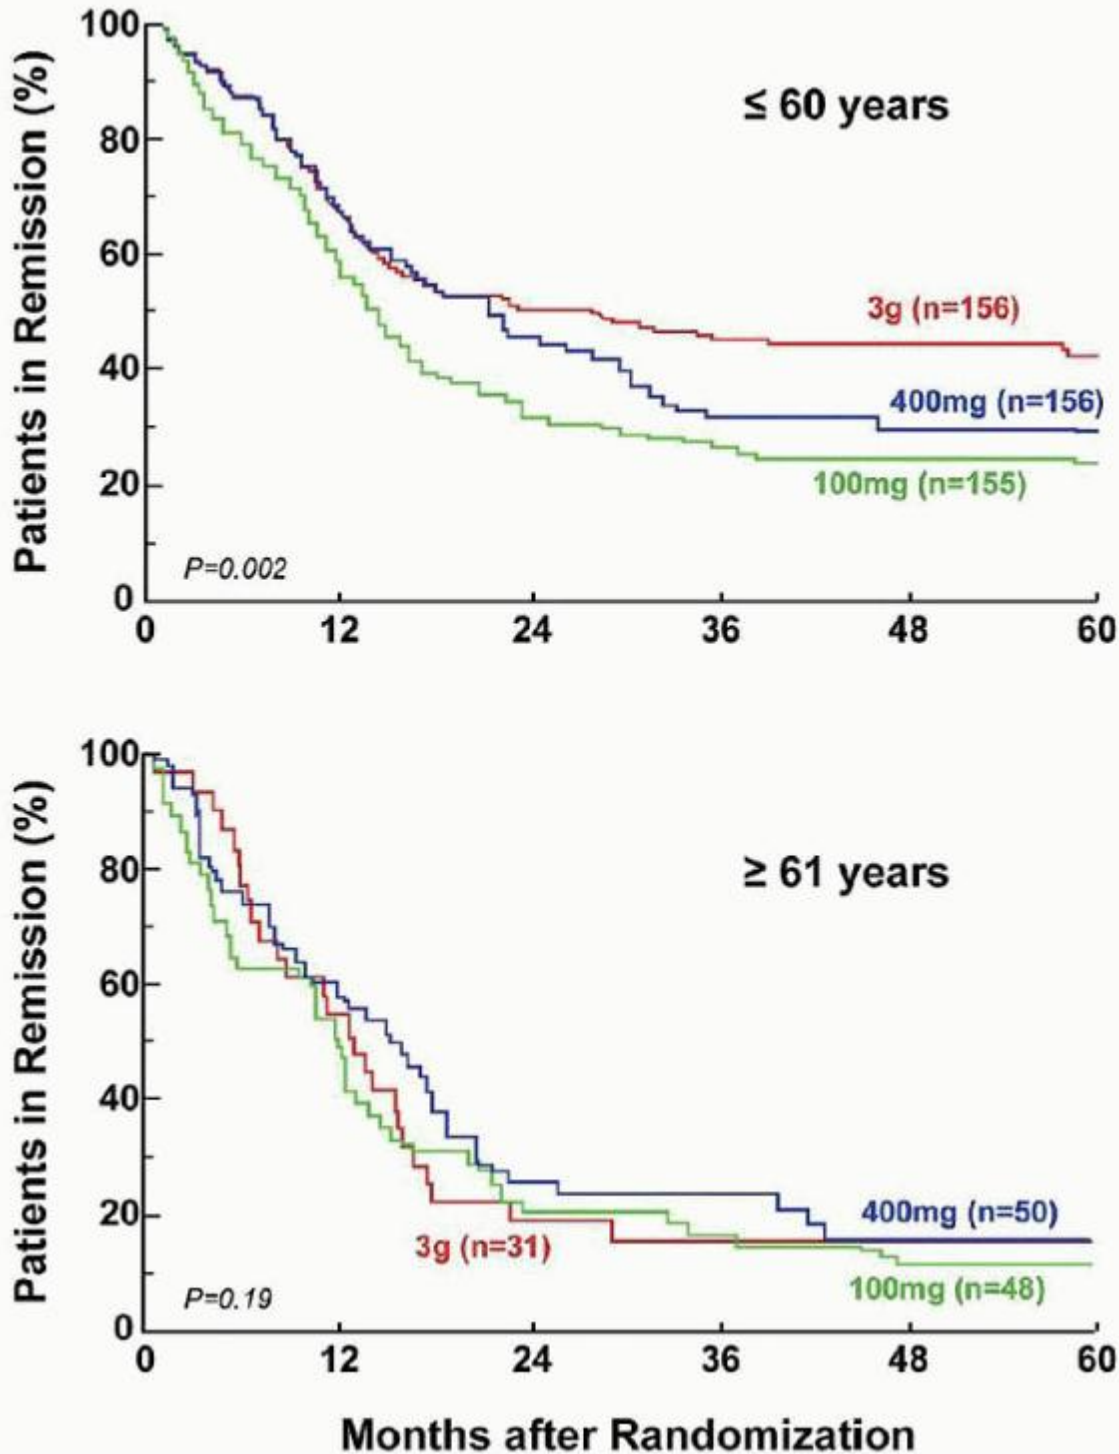 Patients in Remission (%)
100
80
60
40
20
0
≤ 60 years
3g (n=156)
400mg (n=156)
100mg (n=155)
P=0.002
0 12 24 36 48 60
Patients in Remission (%)
100
80
60
40
20
0
≥ 61 years
400mg (n=50)
3g (n=31)
100mg (n=48)
P=0.19
0 12 24 36 48 60
Months after Randomization